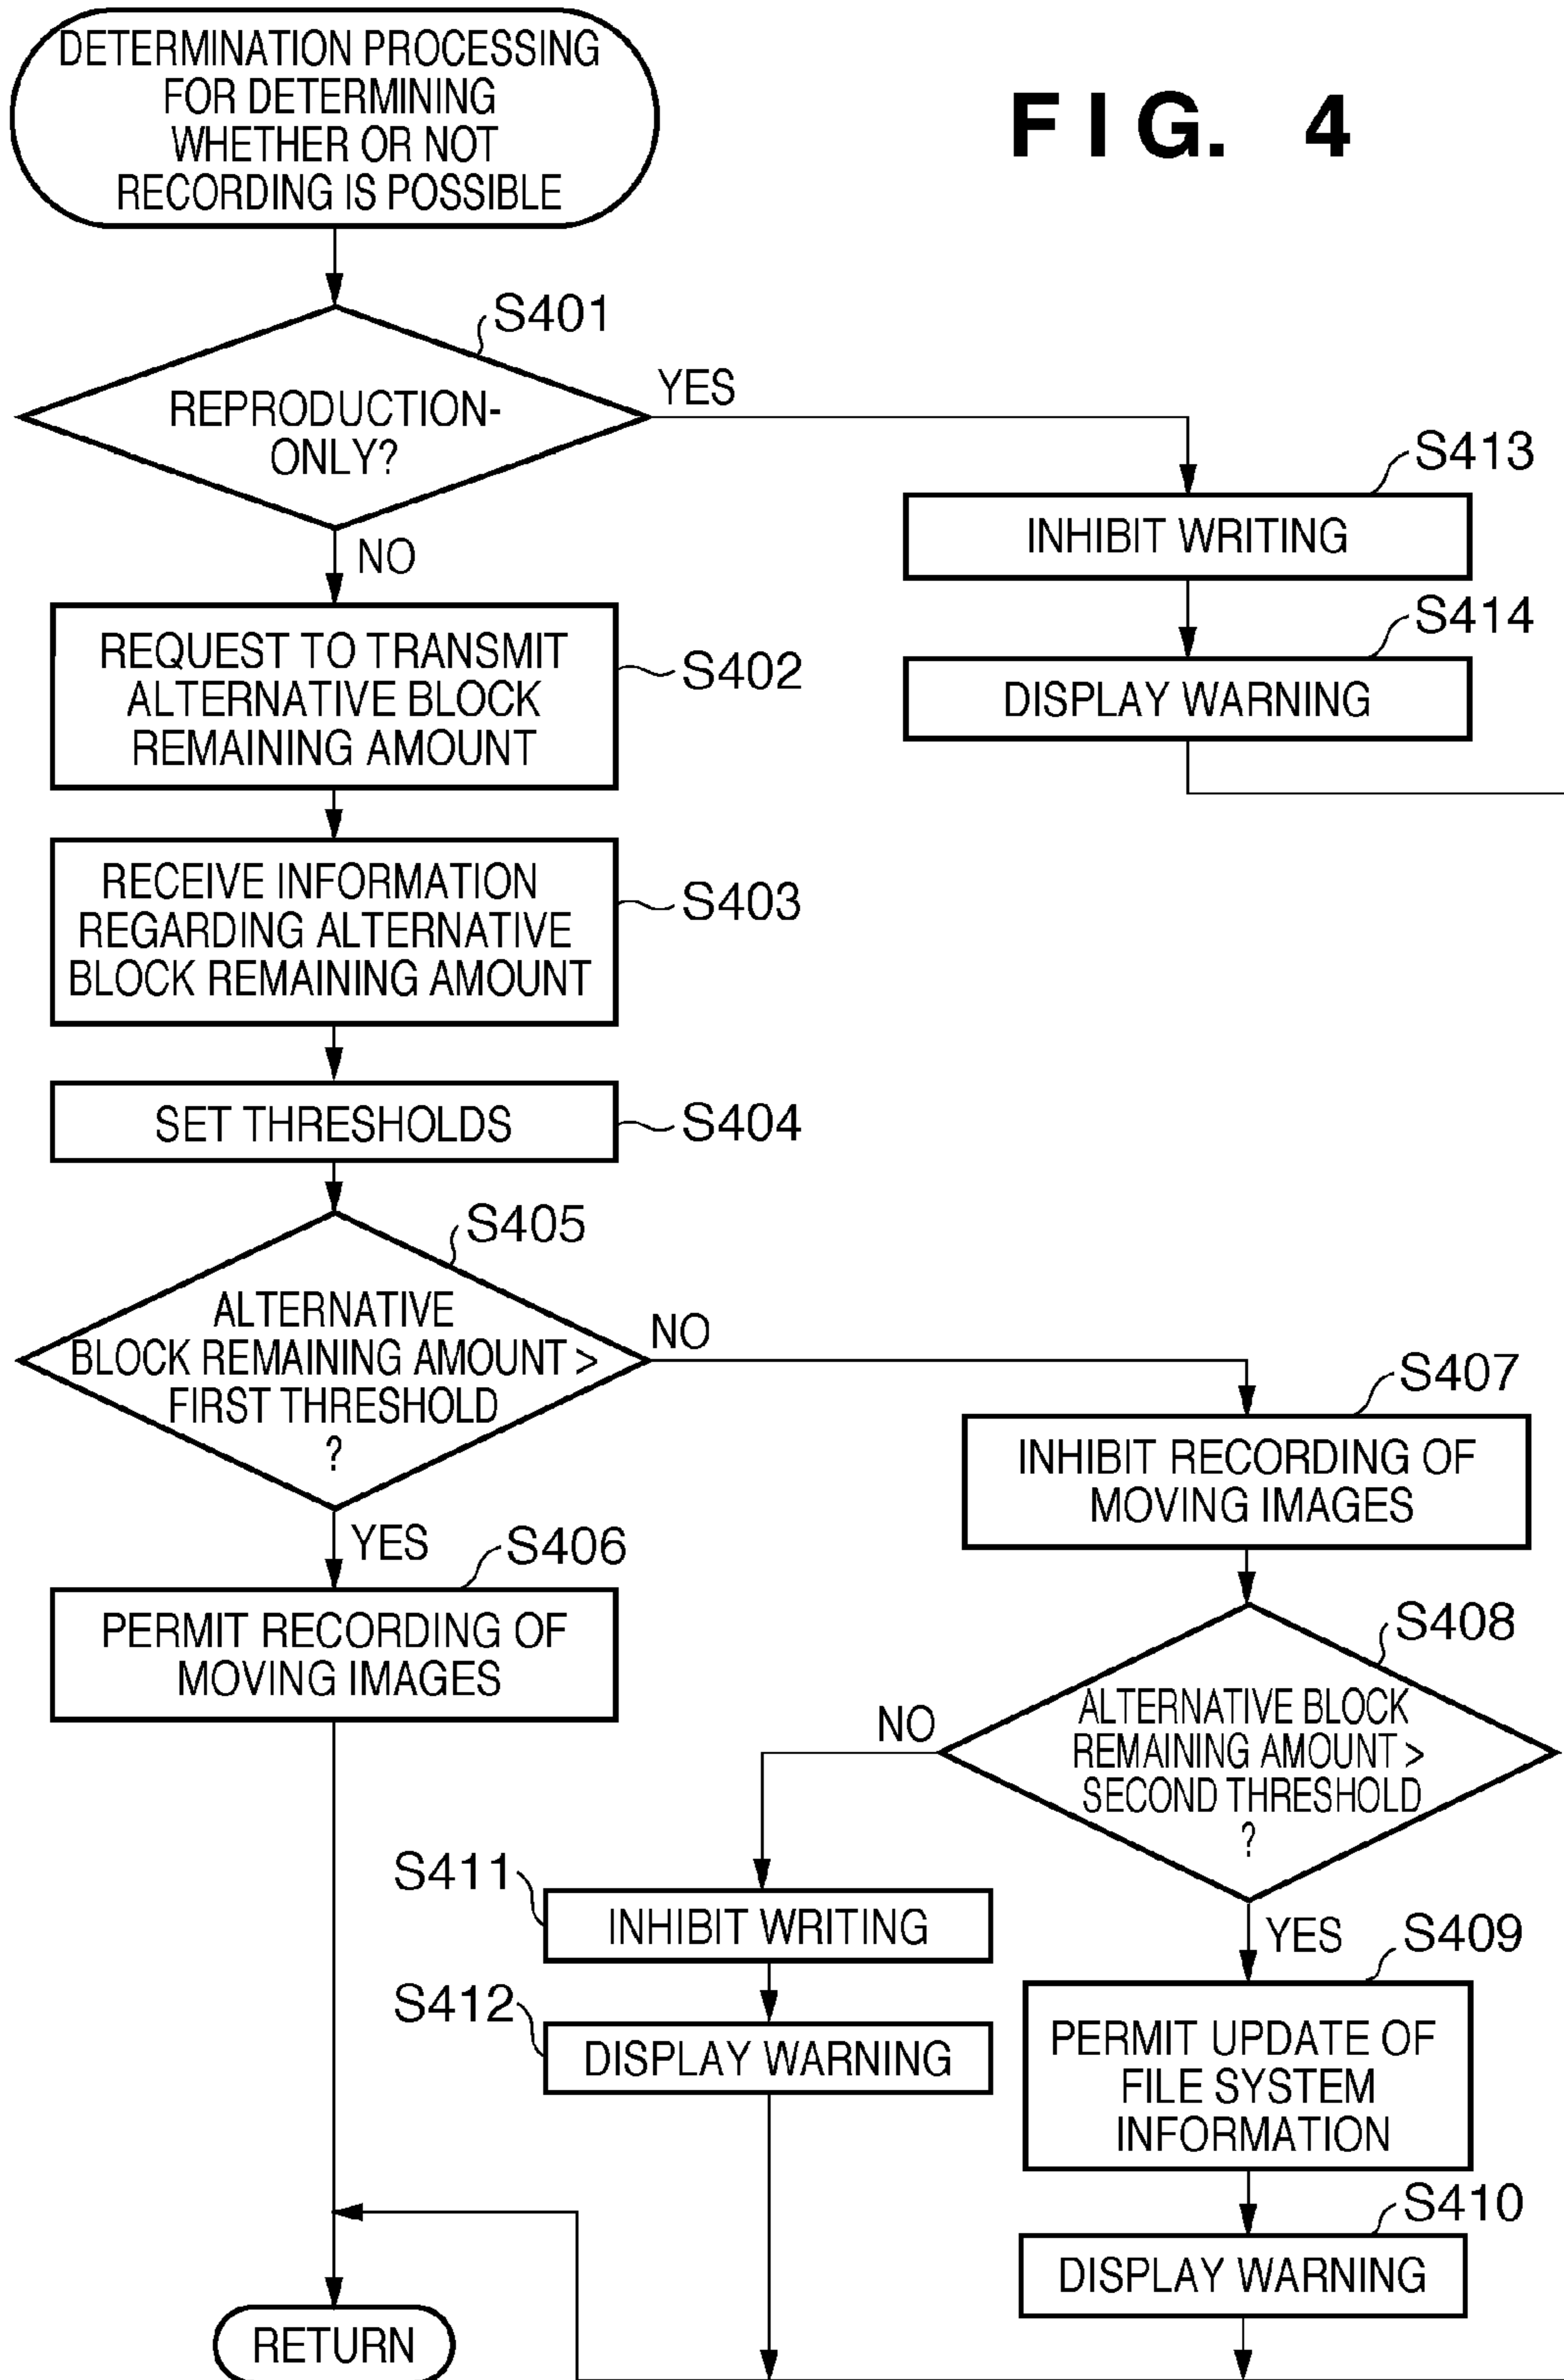 FIG. 4
DETERMINATION PROCESSING
FOR DETERMINING
WHETHER OR NOT
RECORDING IS POSSIBLE
S401
REPRODUCTION-
ONLY?
YES
NO
S413
INHIBIT WRITING
S414
DISPLAY WARNING
REQUEST TO TRANSMIT
ALTERNATIVE BLOCK
REMAINING AMOUNT
S402
RECEIVE INFORMATION
REGARDING ALTERNATIVE
BLOCK REMAINING AMOUNT
S403
SET THRESHOLDS
S404
S405
ALTERNATIVE
BLOCK REMAINING AMOUNT >
FIRST THRESHOLD
?
NO
YES
S406
PERMIT RECORDING OF
MOVING IMAGES
S407
INHIBIT RECORDING OF
MOVING IMAGES
S408
ALTERNATIVE BLOCK
REMAINING AMOUNT >
SECOND THRESHOLD
?
NO
YES
S411
INHIBIT WRITING
S412
DISPLAY WARNING
S409
PERMIT UPDATE OF
FILE SYSTEM
INFORMATION
S410
DISPLAY WARNING
RETURN